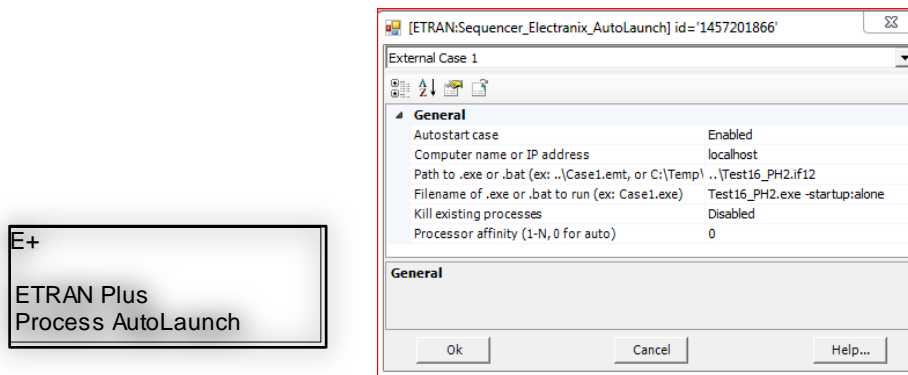 E+
ETRAN Plus
Process AutoLaunch
[ETRAN:Sequencer_Electranix_AutoLaunch] id='1457201866'
External Case 1
General
Autostart case Enabled
Computer name or IP address localhost
Path to .exe or .bat (ex: ..\Case1.emt, or C:\Temp\ ..\Test16_PH2.if12
Filename of .exe or .bat to run (ex: Case1.exe) Test16_PH2.exe -startup:alone
Kill existing processes Disabled
Processor affinity (1-N, 0 for auto) 0
General
Ok Cancel Help...